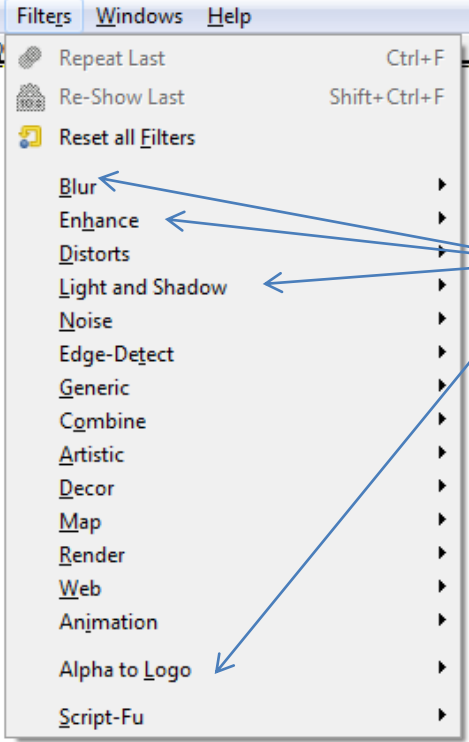 Filters Windows Help
Repeat Last Ctrl+F
Re-Show Last Shift+Ctrl+F
Reset all Filters
Blur
Enhance
Distorts
Light and Shadow
Noise
Edge-Detect
Generic
Combine
Artistic
Decor
Map
Render
Web
Animation
Alpha to Logo
Script-Fu